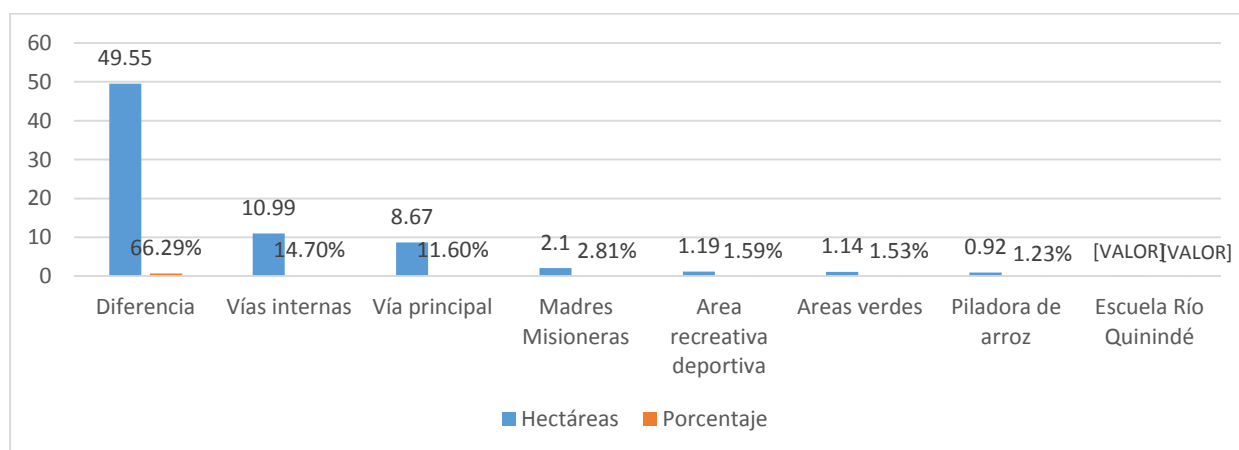 60
50
40
30
20
10
0
49.55
66.29%
10.99
14.70%
8.67
11.60%
2.1
2.81%
1.19
1.59%
1.14
1.53%
0.92
1.23%
[VALOR]
[VALOR]
Diferencia
Vías internas
Vía principal
Madres
Misioneras
Area
recreativa
deportiva
Areas verdes
Piladora de
arroz
Escuela Río
Quinindé
Hectáreas
Porcentaje